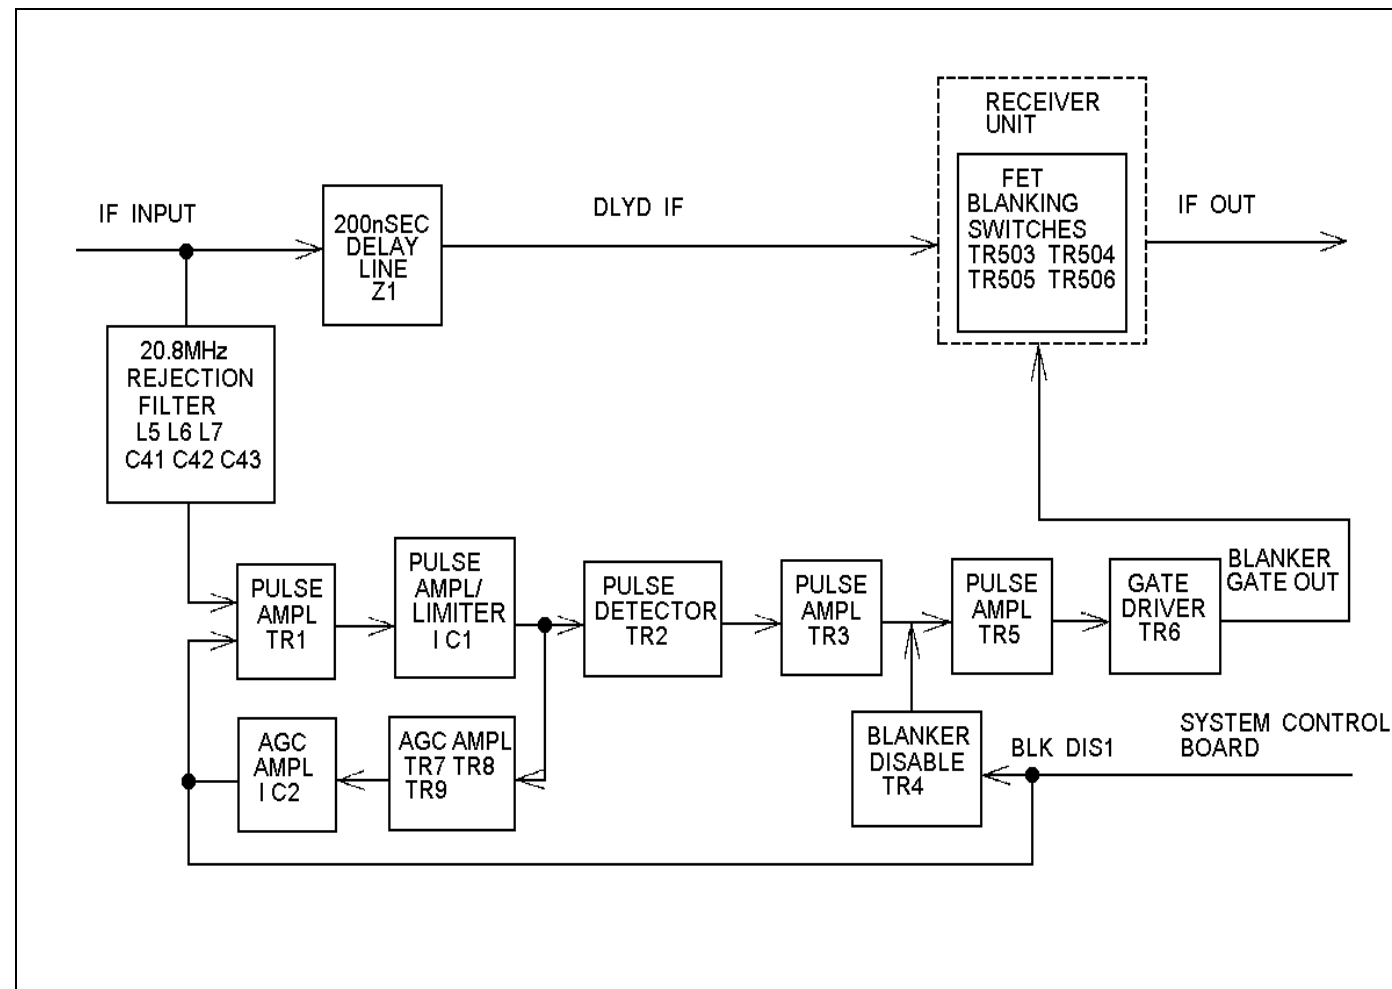 RECEIVER
UNIT
FET
BLANKING
SWITCHES
TR503 TR504
TR505 TR506
IF INPUT
200nSEC
DELAY
LINE
Z1
DLYD IF
IF OUT
20.8MHz
REJECTION
FILTER
L5 L6 L7
C41 C42 C43
PULSE
AMPL
TR1
PULSE
AMPL/
LIMITER
I C1
PULSE
DETECTOR
TR2
PULSE
AMPL
TR3
PULSE
AMPL
TR5
GATE
DRIVER
TR6
BLANKER
GATE OUT
AGC
AMPL
I C2
AGC AMPL
TR7 TR8
TR9
BLANKER
DISABLE
TR4
BLK DIS1
SYSTEM CONTROL
BOARD